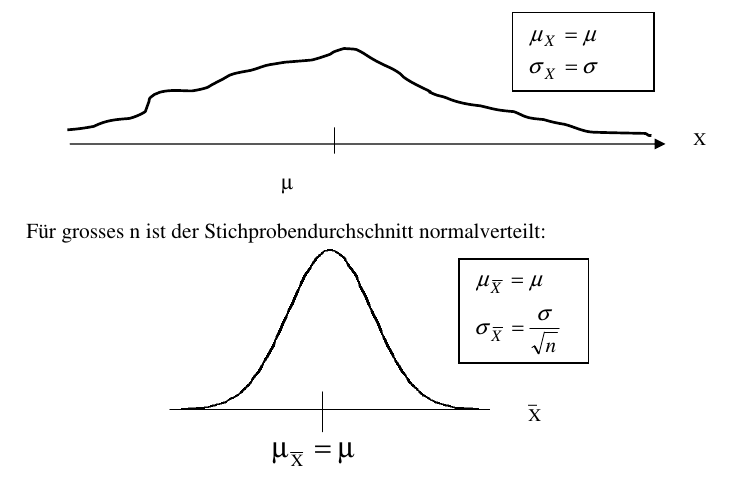 μ_X = μ
σ_X = σ
X
μ
Für grosses n ist der Stichprobendurchschnitt normalverteilt:
μ_X̅ = μ
σ_X̅ = σ/√n
X̅
μ_X̅ = μ